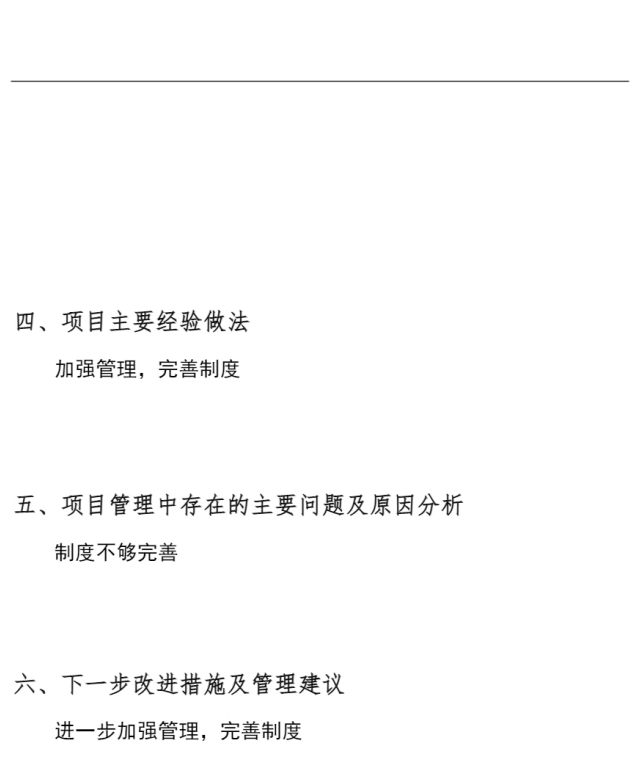 四、项目主要经验做法
加强管理，完善制度
五、项目管理中存在的主要问题及原因分析
制度不够完善
六、下一步改进措施及管理建议
进一步加强管理，完善制度